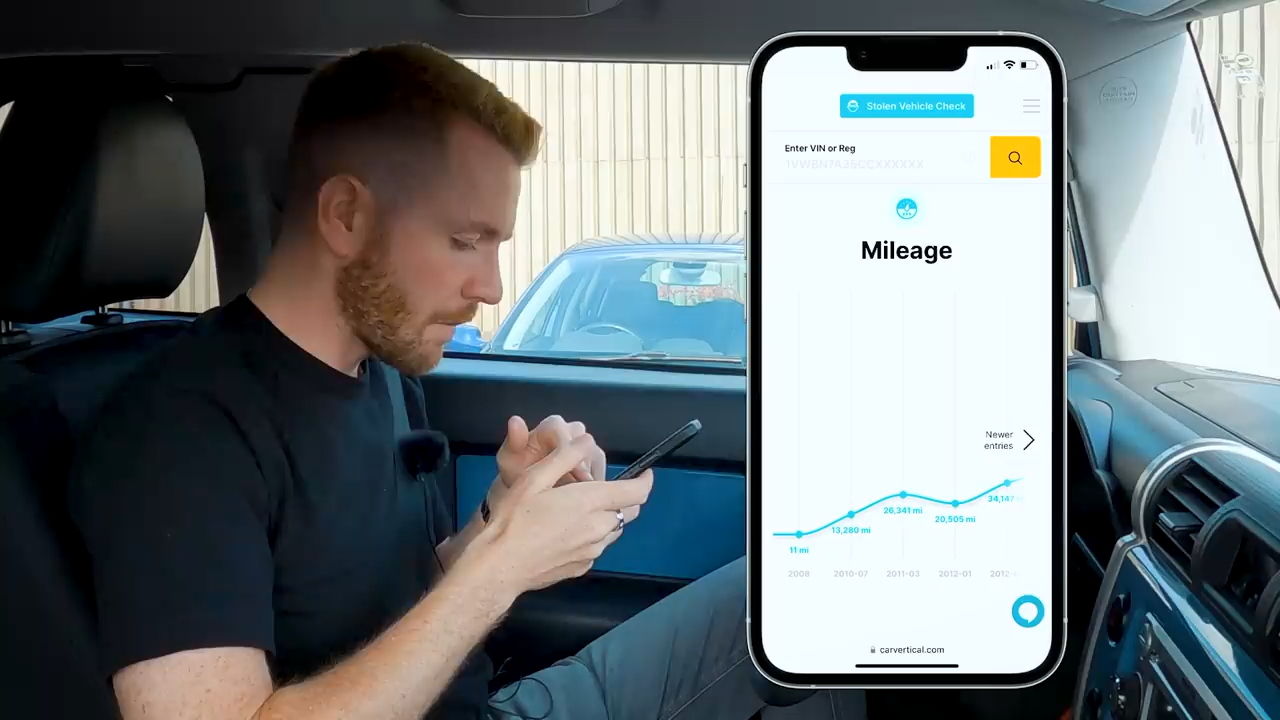 Stolen Vehicle Check
Enter VIN or Reg
Mileage
Newer
entries
11 mi
13,280 mi
26,341 mi
20,505 mi
34,147
2008
2010-07
2011-03
2012-01
2012-
carvertical.com